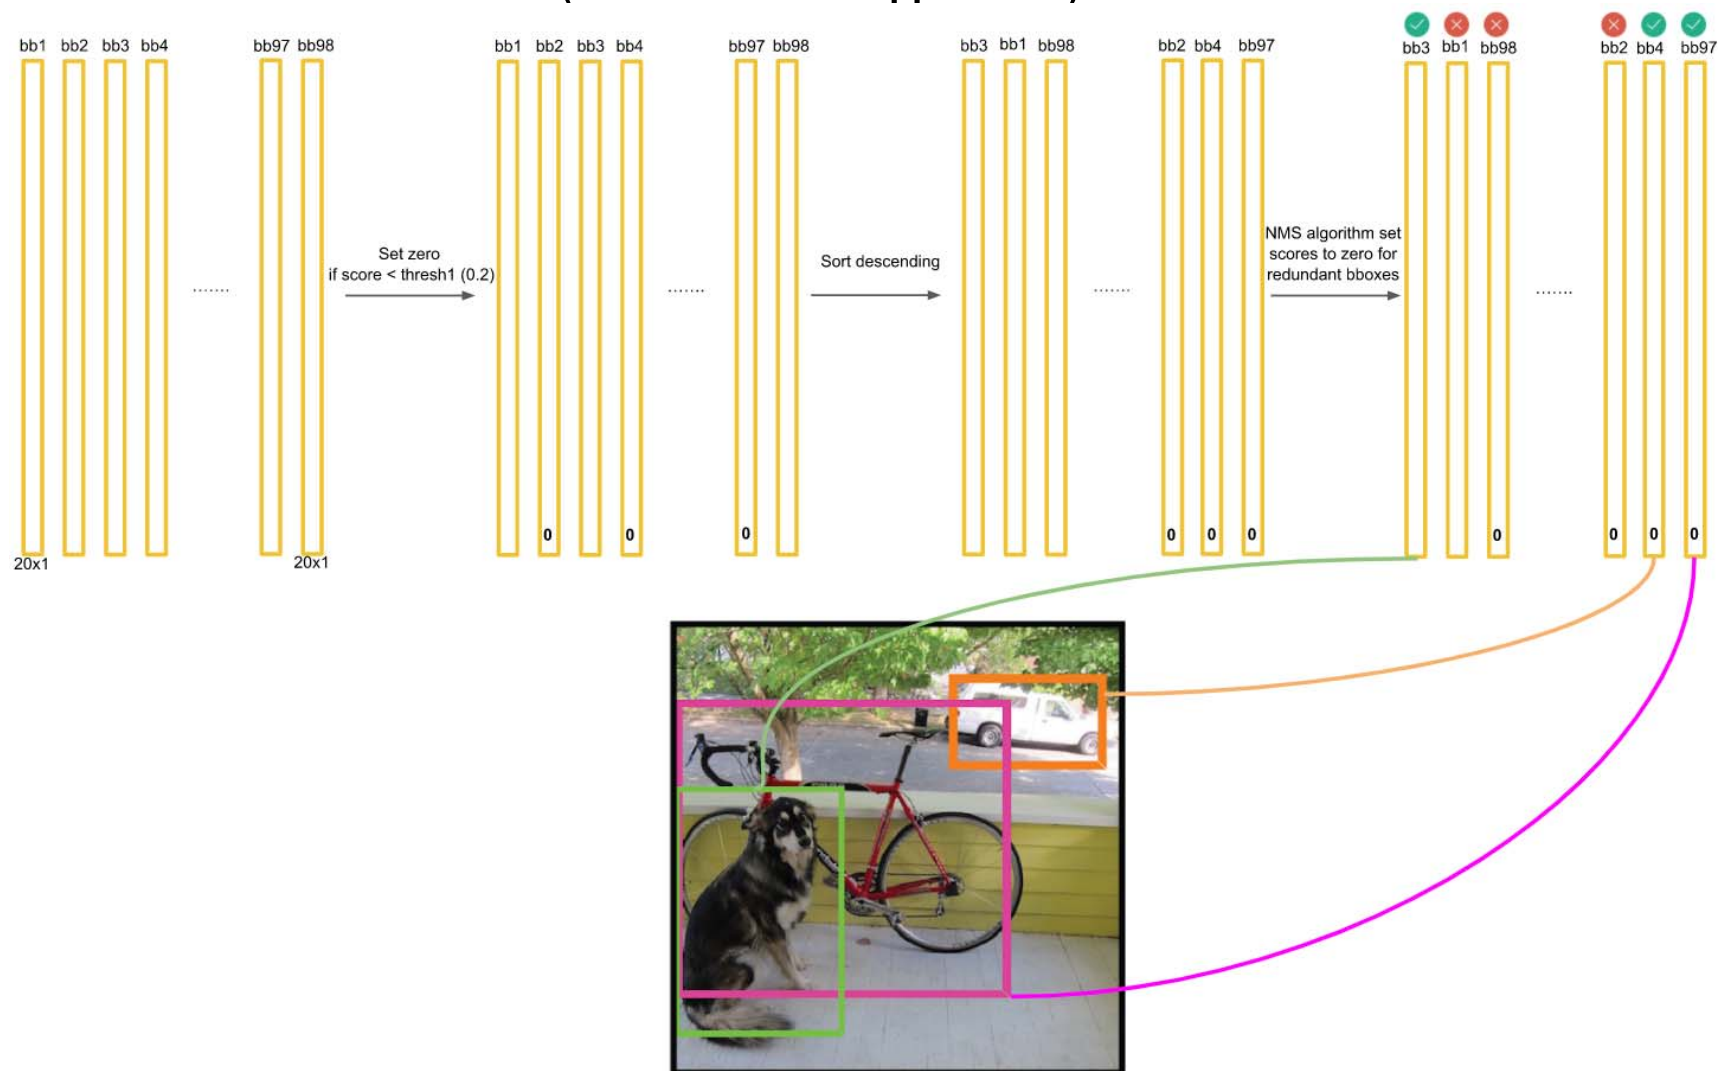 bb1 bb2 bb3 bb4 bb97 bb98
bb1 bb2 bb3 bb4 bb97 bb98
bb3 bb1 bb98 bb2 bb4 bb97
bb3 bb1 bb98 bb2 bb4 bb97
.......
Set zero
if score < thresh1 (0.2)
.......
Sort descending
.......
NMS algorithm set
scores to zero for
redundant bboxes
.......
0 0 0
0 0 0
0 0 0 0
20x1 20x1